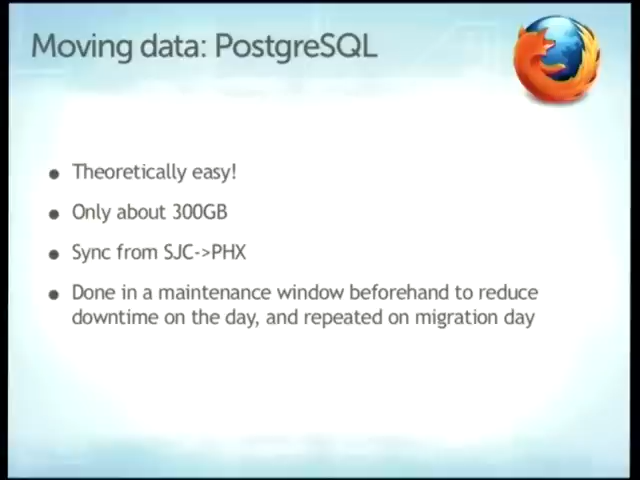 Moving data: PostgreSQL
• Theoretically easy!
• Only about 300GB
• Sync from SJC->PHX
• Done in a maintenance window beforehand to reduce
downtime on the day, and repeated on migration day